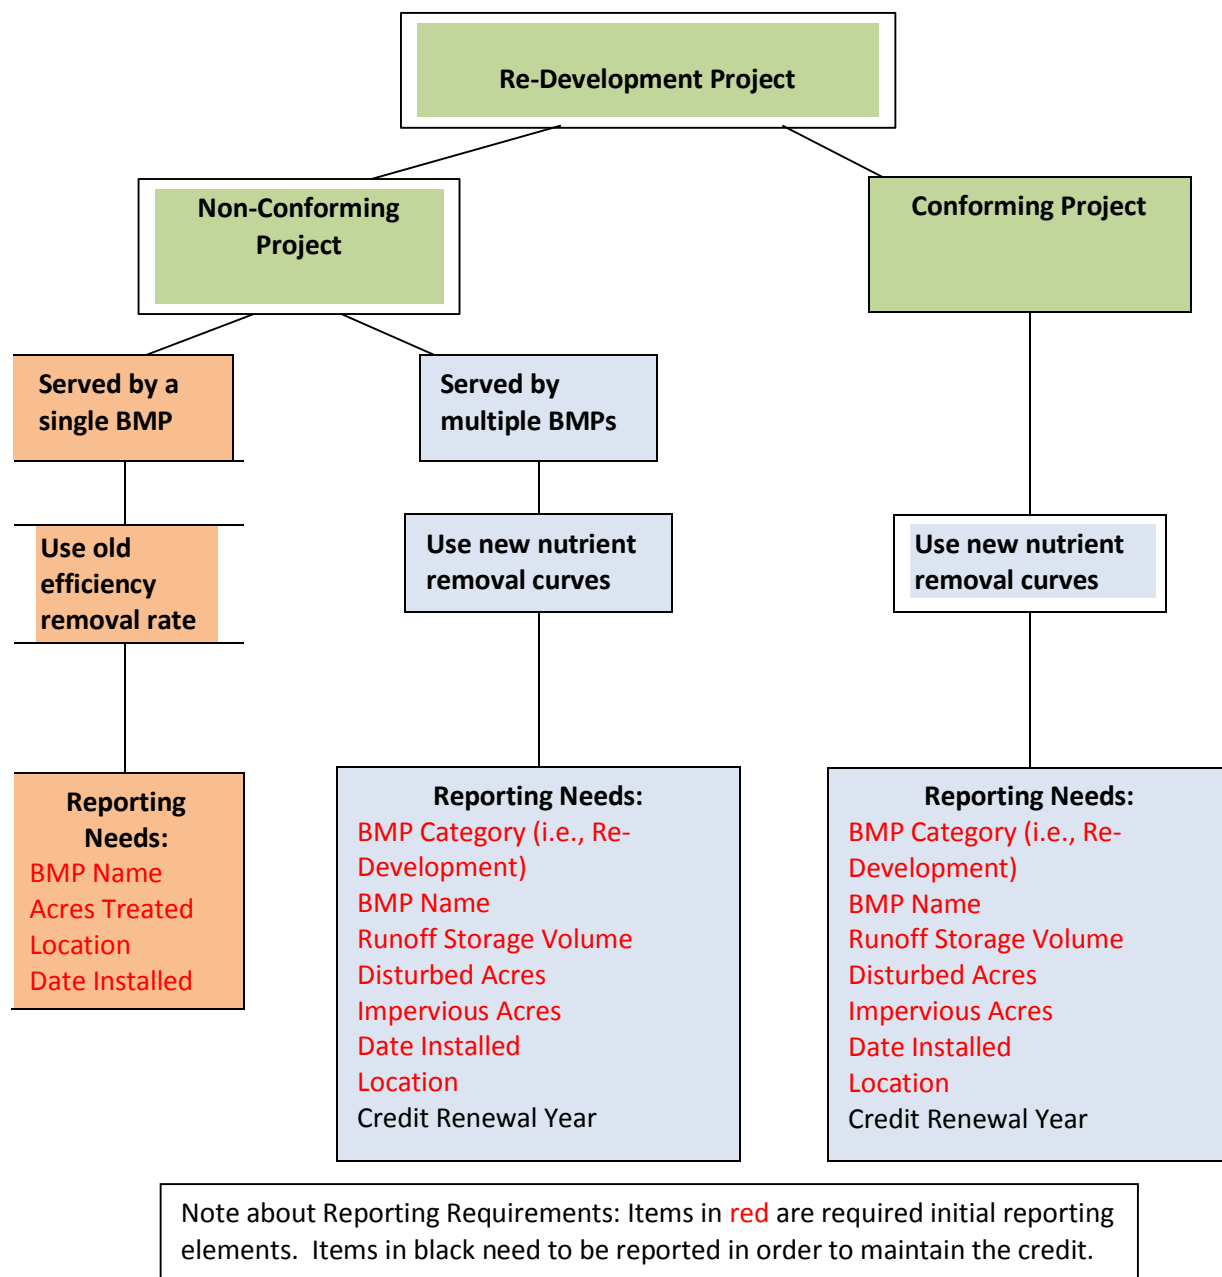 Re-Development Project
Non-Conforming
Project
Conforming Project
Served by a
single BMP
Served by
multiple BMPs
Use old
efficiency
removal rate
Use new nutrient
removal curves
Use new nutrient
removal curves
Reporting
Needs:
BMP Name
Acres Treated
Location
Date Installed
Reporting Needs:
BMP Category (i.e., Re-
Development)
BMP Name
Runoff Storage Volume
Disturbed Acres
Impervious Acres
Date Installed
Location
Credit Renewal Year
Reporting Needs:
BMP Category (i.e., Re-
Development)
BMP Name
Runoff Storage Volume
Disturbed Acres
Impervious Acres
Date Installed
Location
Credit Renewal Year
Note about Reporting Requirements: Items in red are required initial reporting
elements.  Items in black need to be reported in order to maintain the credit.